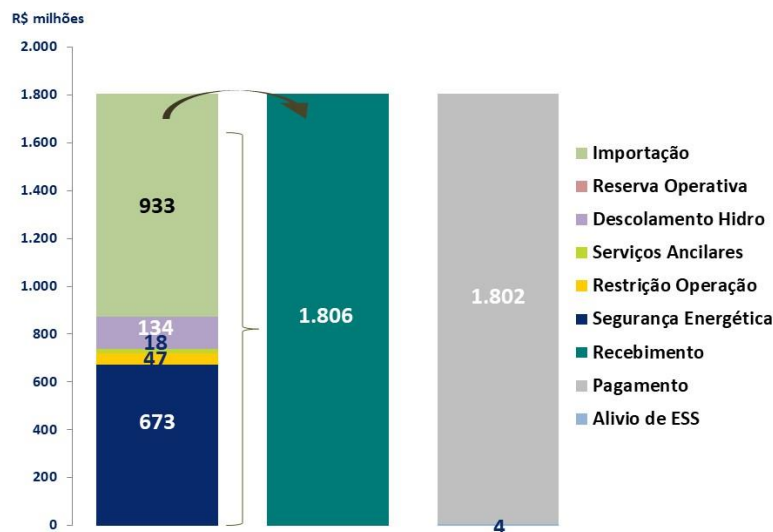 R$ milhões
2.000
1.800
1.600
1.400
1.200
1.000
800
600
400
200
0
933
134
18
47
673
1.806
1.802
4
Importação
Reserva Operativa
Descolamento Hidro
Serviços Ancilares
Restrição Operação
Segurança Energética
Recebimento
Pagamento
Alivio de ESS